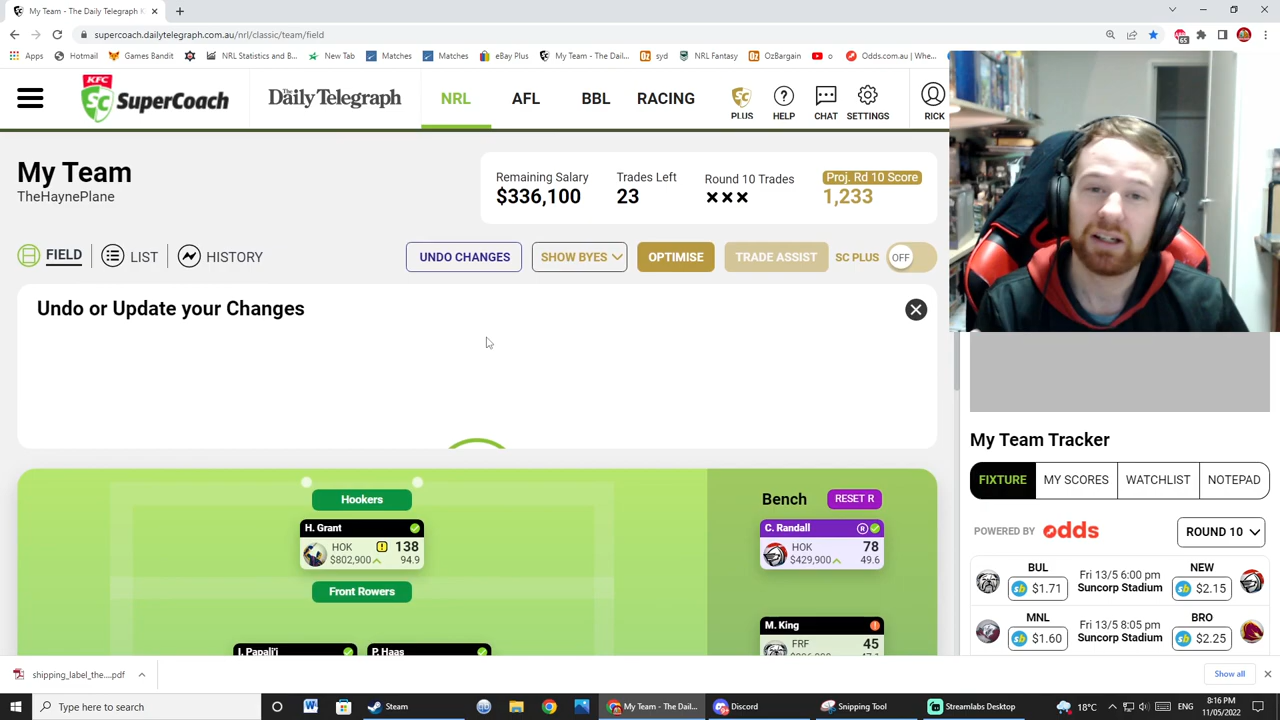 My Team - The Daily Telegraph K
supercoach.dailytelegraph.com.au/nrl/classic/team/field
Apps Hotmail Games Bandit NRL Statistics and B... New Tab Matches Matches eBay Plus My Team - The Dail... syd NRL Fantasy OzBargain o Odds.com.au | Whe...
65
KFC
SC SuperCoach
The Daily Telegraph
NRL AFL BBL RACING
PLUS HELP CHAT SETTINGS RICK
My Team
TheHaynePlane
Remaining Salary Trades Left Round 10 Trades Proj. Rd 10 Score
$336,100 23 1,233
FIELD LIST HISTORY UNDO CHANGES SHOW BYES OPTIMISE TRADE ASSIST SC PLUS OFF
Undo or Update your Changes
Hookers
H. Grant
HOK 138
$802,900 94.9
Front Rowers
I. Papali'i P. Haas
Bench RESET R
C. Randall R
HOK 78
$429,900 49.6
M. King
FRF 45
My Team Tracker
FIXTURE MY SCORES WATCHLIST NOTEPAD
POWERED BY odds ROUND 10
BUL Fri 13/5 6:00 pm NEW
sb $1.71 Suncorp Stadium sb $2.15
MNL Fri 13/5 8:05 pm BRO
sb $1.60 Suncorp Stadium sb $2.25
shipping_label_the....pdf Show all
Type here to search Steam My Team - The Dail... Discord Snipping Tool Streamlabs Desktop 18°C ENG
8:16 PM
11/05/2022